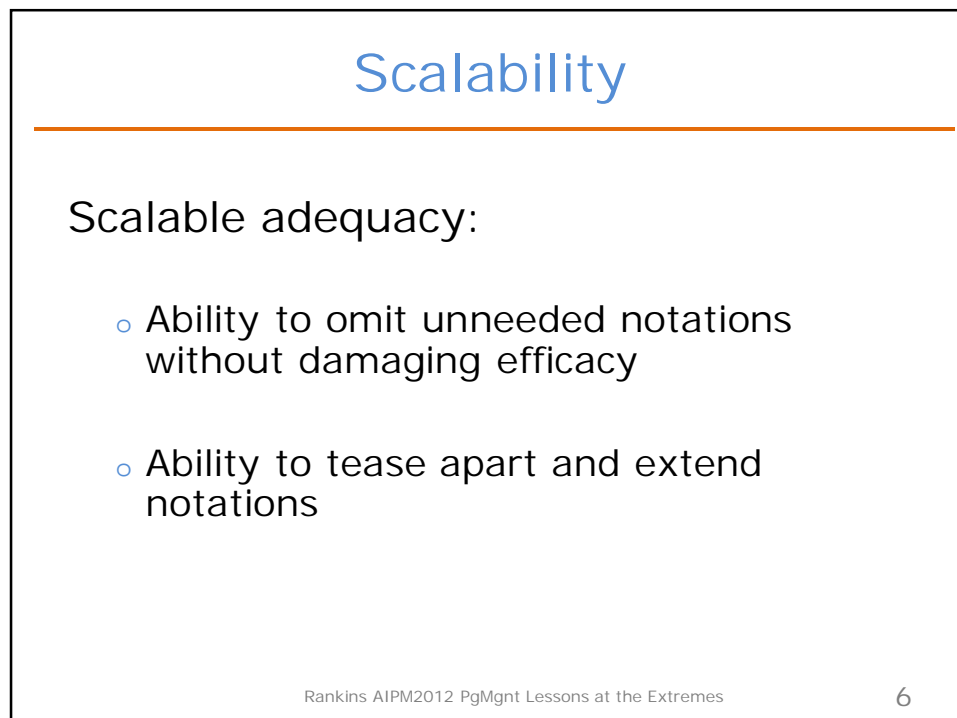 Scalability
Scalable adequacy:
o Ability to omit unneeded notations
without damaging efficacy
o Ability to tease apart and extend
notations
Rankins AIPM2012 PgMgnt Lessons at the Extremes 6